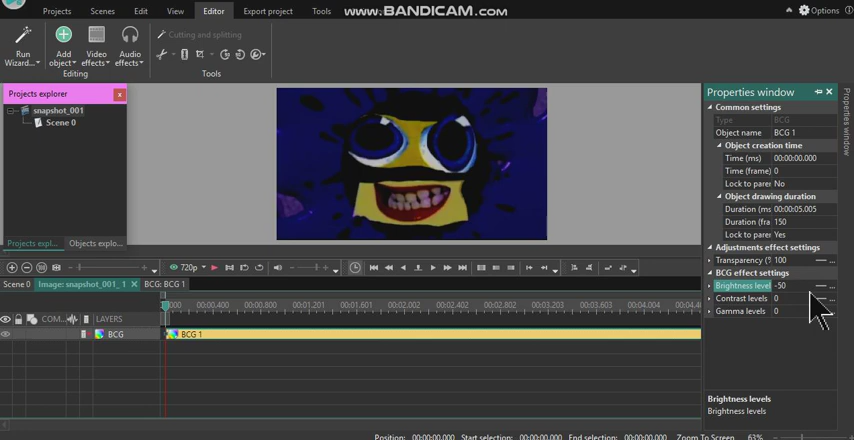 Projects Scenes Edit View Editor Export project Tools www.BANDICAM.com Options
Run Wizard... Add object Video effects Audio effects
Cutting and splitting
Editing Tools
Projects explorer x
snapshot_001
Scene 0
Projects expl... Objects explo...
Properties window
Common settings
Type BCG
Object name BCG 1
Object creation time
Time (ms) 00:00:00.000
Time (frame) 0
Lock to parer No
Object drawing duration
Duration (ms 00:00:05.005
Duration (fra 150
Lock to parer Yes
Adjustments effect settings
Transparency (% 100 ...
BCG effect settings
Brightness level -50 ...
Contrast levels 0
Gamma levels 0 ...
Brightness levels
Brightness levels
Properties window
720p
Scene 0 Image: snapshot_001_1 BCG: BCG 1
000 00:00.400 00:00.800 00:01.201 00:01.601 00:02.002 00:02.402 00:02.802 00:03.203 00:03.603 00:04.004 00:04.40
COM... LAYERS
BCG BCG 1
Position: 00:00:00.000 Start selection: 00:00:00.000 End selection: 00:00:00.000 Zoom To Screen 63%